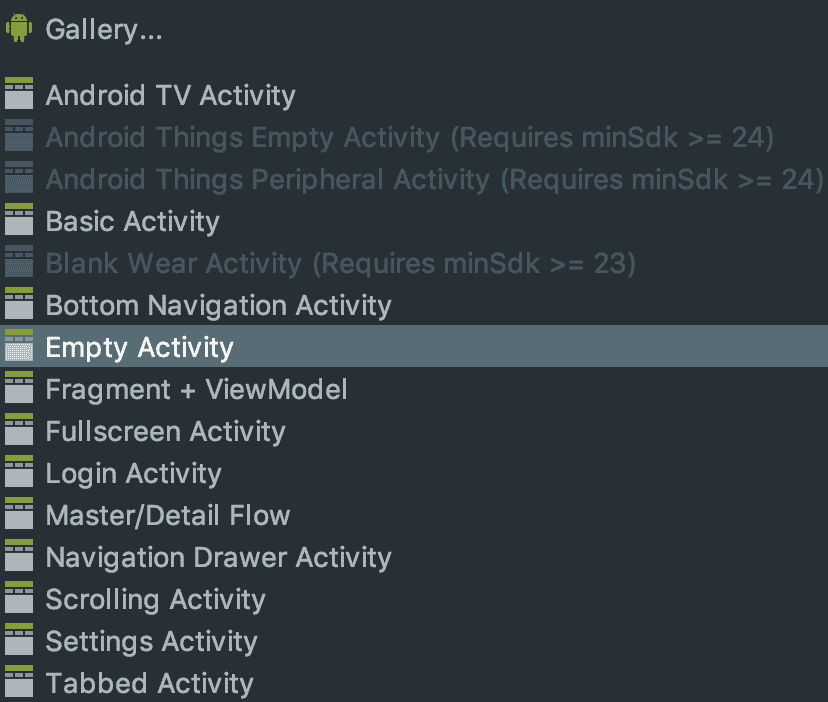 Gallery...
Android TV Activity
Android Things Empty Activity (Requires minSdk >= 24)
Android Things Peripheral Activity (Requires minSdk >= 24)
Basic Activity
Blank Wear Activity (Requires minSdk >= 23)
Bottom Navigation Activity
Empty Activity
Fragment + ViewModel
Fullscreen Activity
Login Activity
Master/Detail Flow
Navigation Drawer Activity
Scrolling Activity
Settings Activity
Tabbed Activity